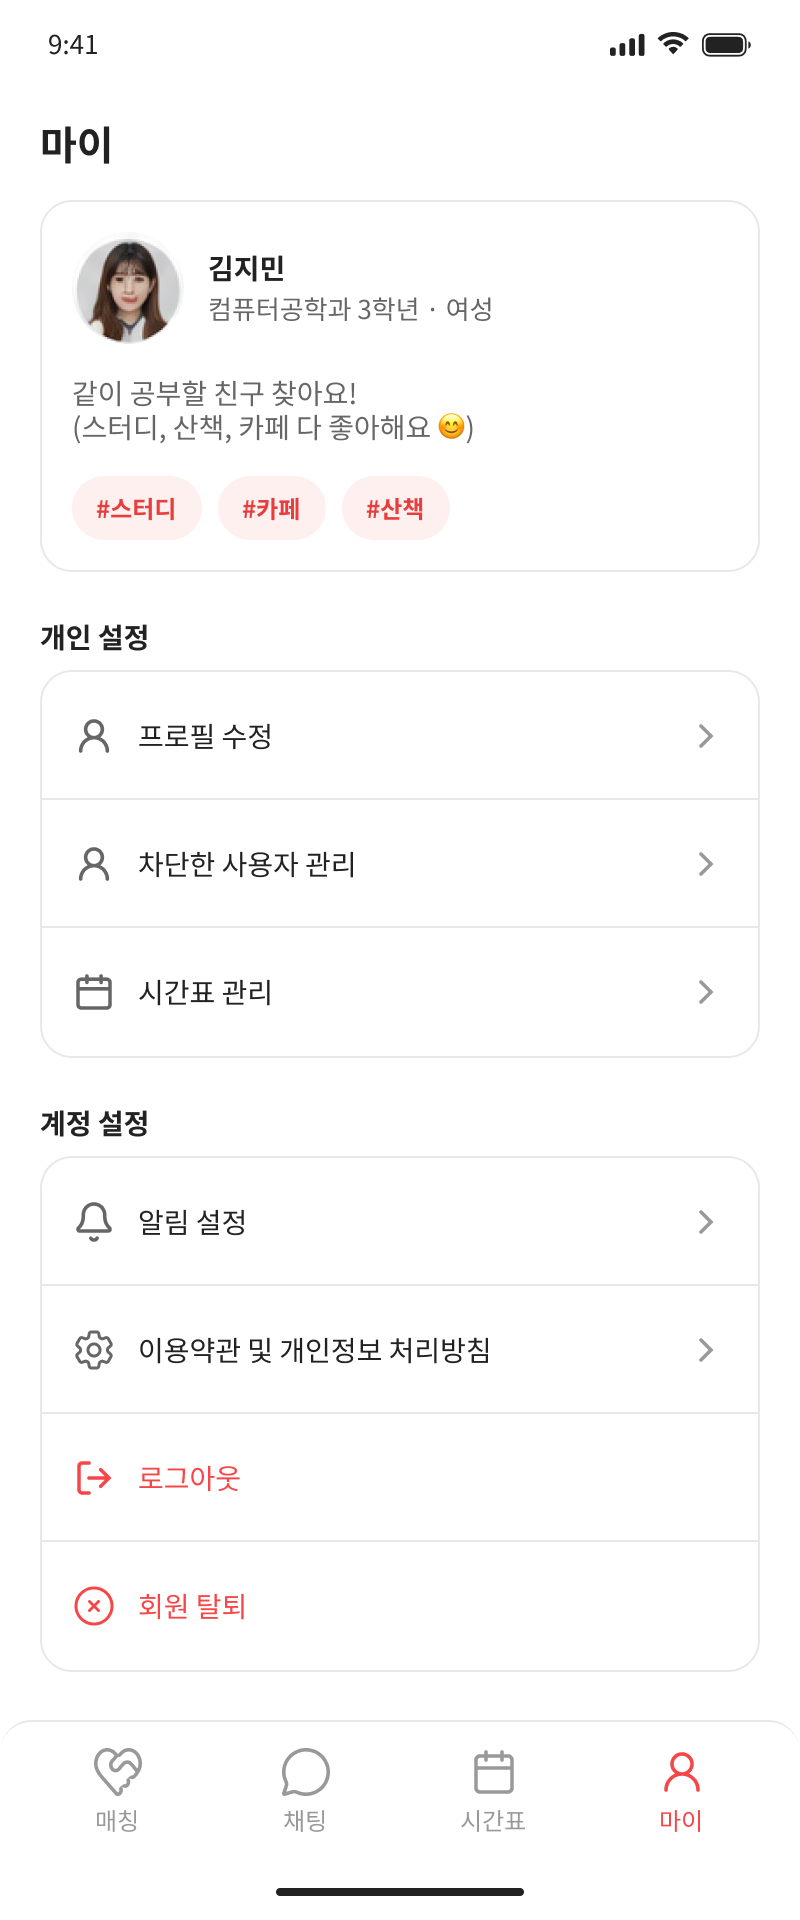 9:41
마이
김지민
컴퓨터공학과 3학년 · 여성
같이 공부할 친구 찾아요!
(스터디, 산책, 카페 다 좋아해요 😊)
#스터디 #카페 #산책
개인 설정
프로필 수정
차단한 사용자 관리
시간표 관리
계정 설정
알림 설정
이용약관 및 개인정보 처리방침
로그아웃
회원 탈퇴
매칭 채팅 시간표 마이